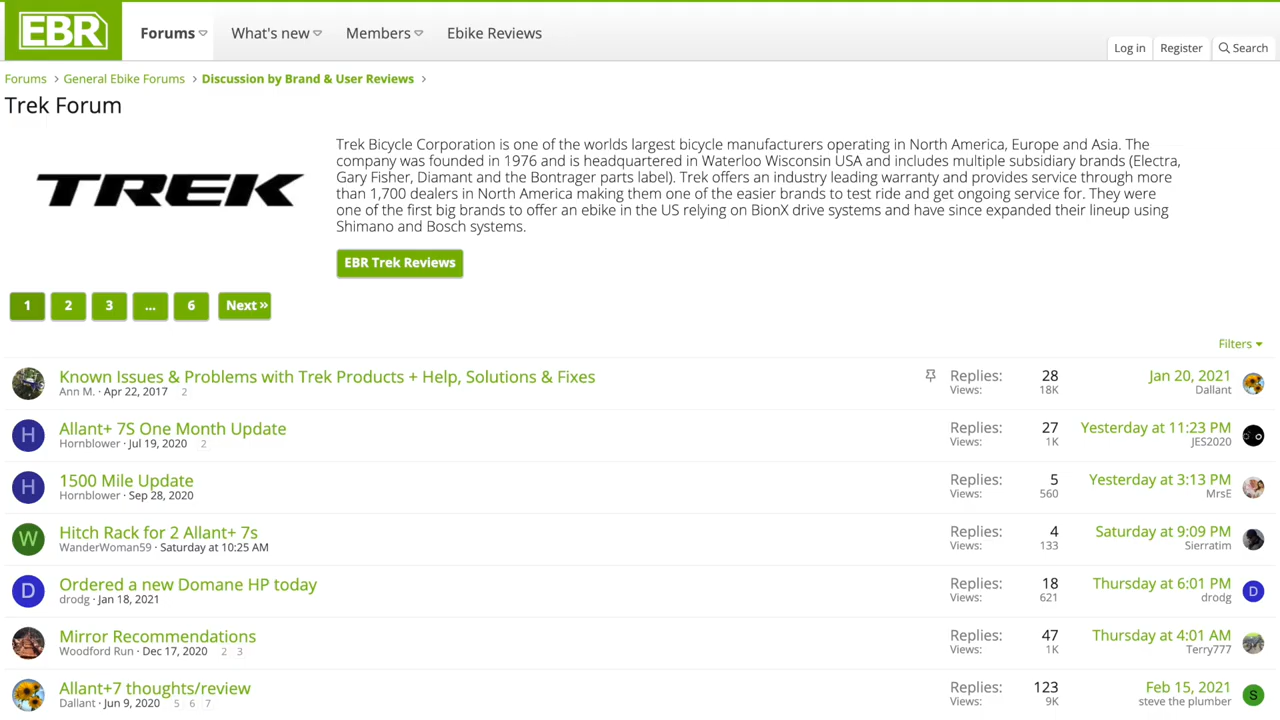 EBR
Forums
What's new
Members
Ebike Reviews
Log in
Register
Search
Forums
General Ebike Forums
Discussion by Brand & User Reviews
Trek Forum
TREK
Trek Bicycle Corporation is one of the worlds largest bicycle manufacturers operating in North America, Europe and Asia. The
company was founded in 1976 and is headquartered in Waterloo Wisconsin USA and includes multiple subsidiary brands (Electra,
Gary Fisher, Diamant and the Bontrager parts label). Trek offers an industry leading warranty and provides service through more
than 1,700 dealers in North America making them one of the easier brands to test ride and get ongoing service for. They were
one of the first big brands to offer an ebike in the US relying on BionX drive systems and have since expanded their lineup using
Shimano and Bosch systems.
EBR Trek Reviews
1 2 3 ... 6 Next »
Filters
Known Issues & Problems with Trek Products + Help, Solutions & Fixes
Ann M. · Apr 22, 2017 2
Replies: 28
Views: 18K
Jan 20, 2021
Dallant
H
Allant+ 7S One Month Update
Hornblower · Jul 19, 2020 2
Replies: 27
Views: 1K
Yesterday at 11:23 PM
JES2020
H
1500 Mile Update
Hornblower · Sep 28, 2020
Replies: 5
Views: 560
Yesterday at 3:13 PM
MrsE
W
Hitch Rack for 2 Allant+ 7s
WanderWoman59 · Saturday at 10:25 AM
Replies: 4
Views: 133
Saturday at 9:09 PM
Sierratim
D
Ordered a new Domane HP today
drodg · Jan 18, 2021
Replies: 18
Views: 621
Thursday at 6:01 PM
drodg
D
Mirror Recommendations
Woodford Run · Dec 17, 2020 2 3
Replies: 47
Views: 1K
Thursday at 4:01 AM
Terry777
Allant+7 thoughts/review
Dallant · Jun 9, 2020 5 6 7
Replies: 123
Views: 9K
Feb 15, 2021
steve the plumber
S